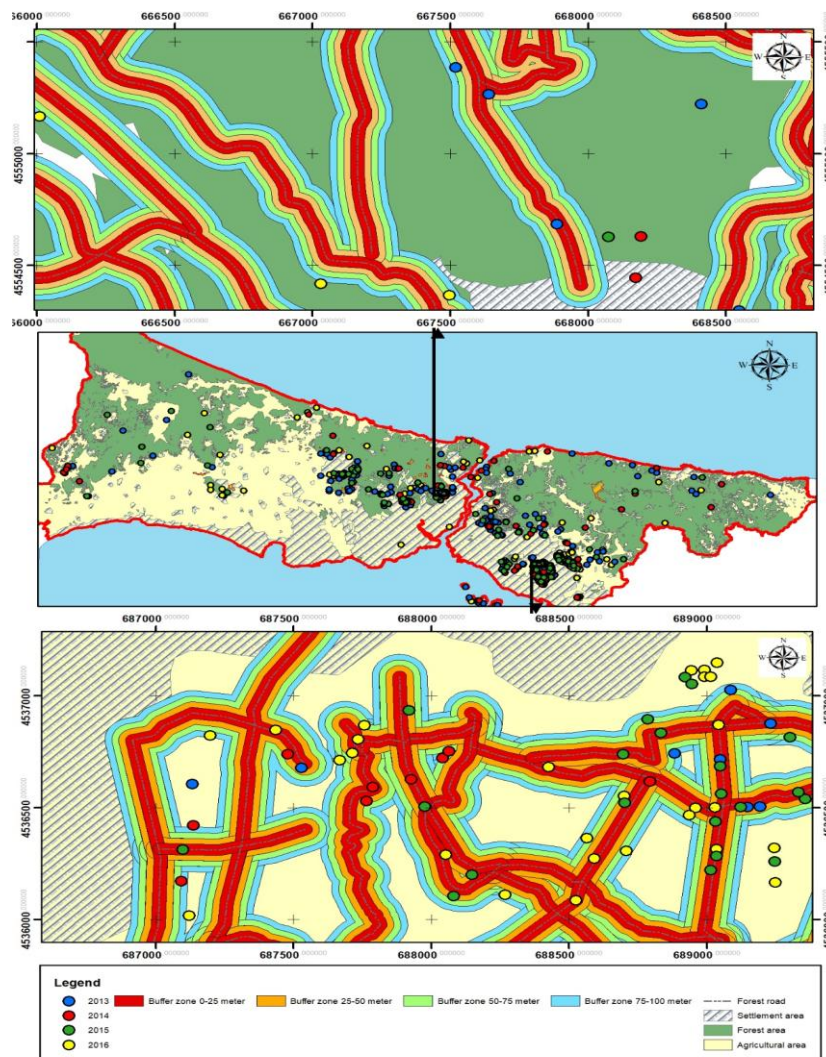 66000 666500 667000 667500 668000 668500
N
W E
S
4555000
4554500
66000 666500 667000 667500 668000 668500
N
W E
S
687000 687500 688000 688500 689000
N
W E
S
4537000 4537000
4536500
4536000
687000 687500 688000 688500 689000
Legend
2013 Buffer zone 0-25 meter Buffer zone 25-50 meter Buffer zone 50-75 meter Buffer zone 75-100 meter Forest road
2014 Settlement area
2015 Forest area
2016 Agricultural area